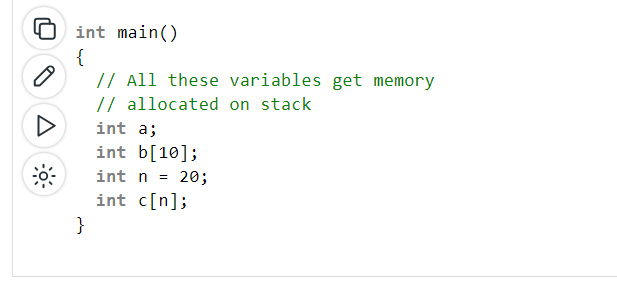 int main()
{
// All these variables get memory
// allocated on stack
int a;
int b[10];
int n = 20;
int c[n];
}